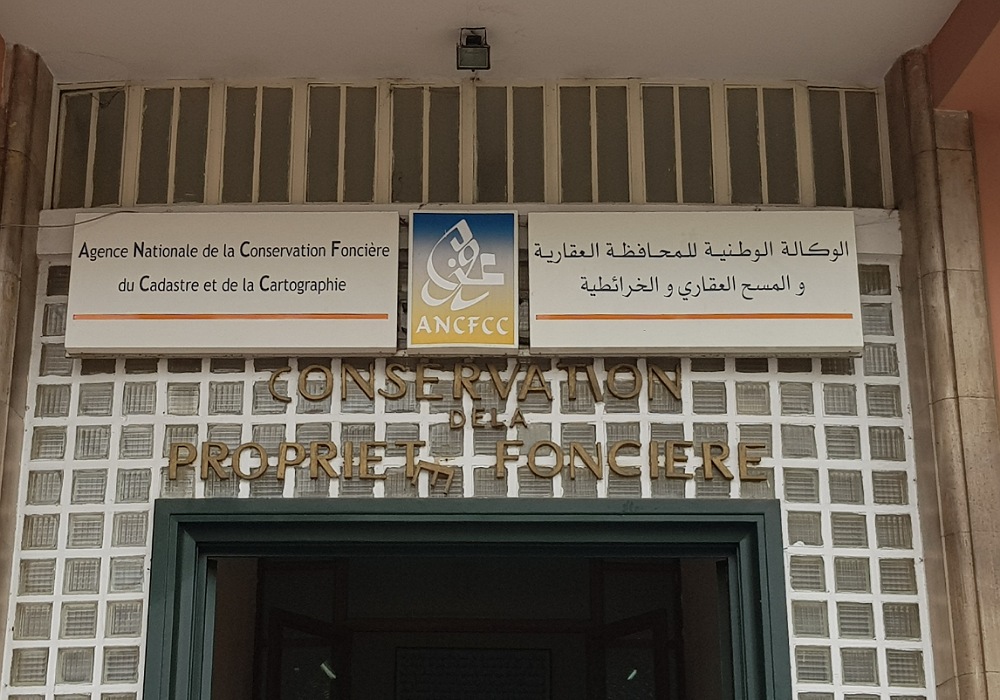 Agence Nationale de la Conservation Foncière
du Cadastre et de la Cartographie
ANCFCC
الوكالة الوطنية للمحافظة العقارية
و المسح العقاري و الخرائطية
CONSERVATION
DE LA
PROPRIETE FONCIERE